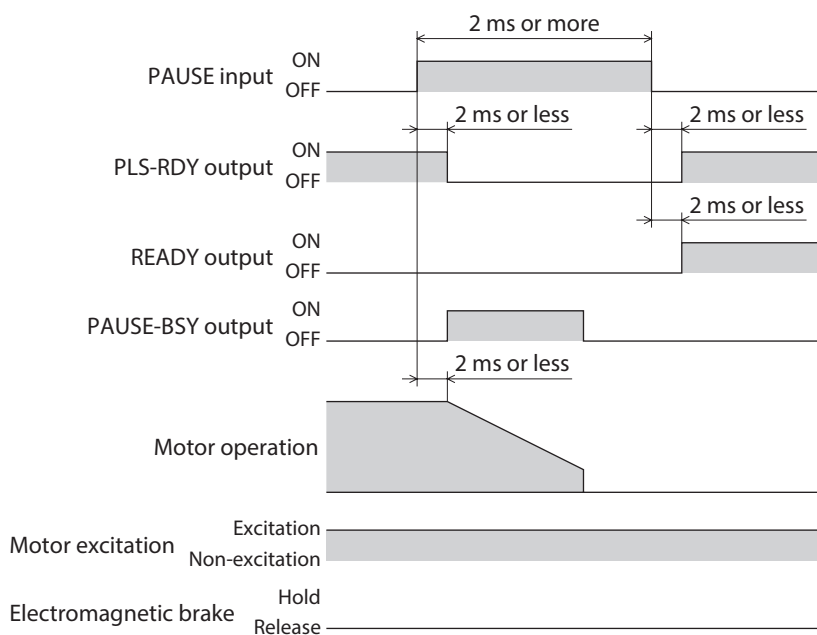 2 ms or more
PAUSE input
ON
OFF
2 ms or less
2 ms or less
PLS-RDY output
ON
OFF
2 ms or less
READY output
ON
OFF
PAUSE-BSY output
ON
OFF
2 ms or less
Motor operation
Motor excitation
Excitation
Non-excitation
Electromagnetic brake
Hold
Release